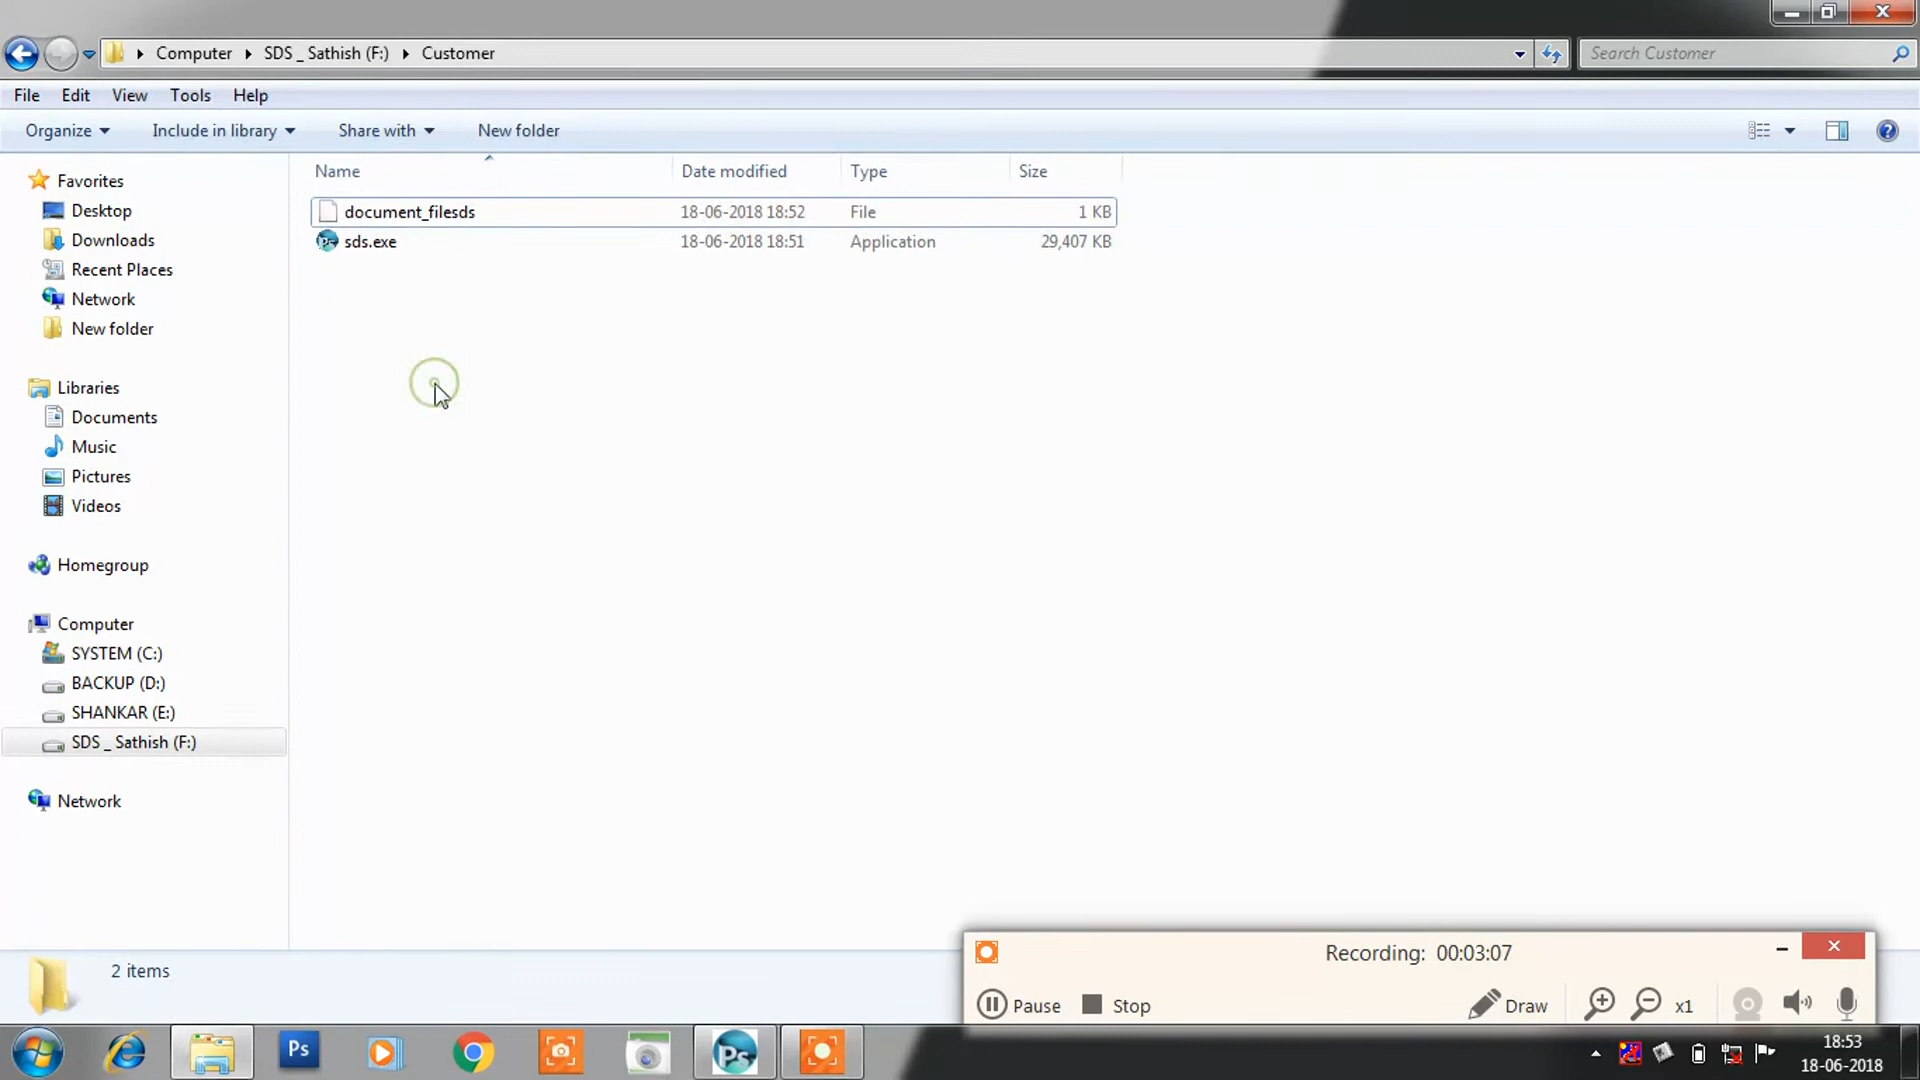 Computer SDS _ Sathish (F:) Customer
Search Customer
File Edit View Tools Help
Organize Include in library Share with New folder
Name Date modified Type Size
document_filesds 18-06-2018 18:52 File 1 KB
sds.exe 18-06-2018 18:51 Application 29,407 KB
Favorites
Desktop
Downloads
Recent Places
Network
New folder
Libraries
Documents
Music
Pictures
Videos
Homegroup
Computer
SYSTEM (C:)
BACKUP (D:)
SHANKAR (E:)
SDS _ Sathish (F:)
Network
2 items
Recording: 00:03:07
Pause Stop Draw x1
Ps
Ps
18:53
18-06-2018